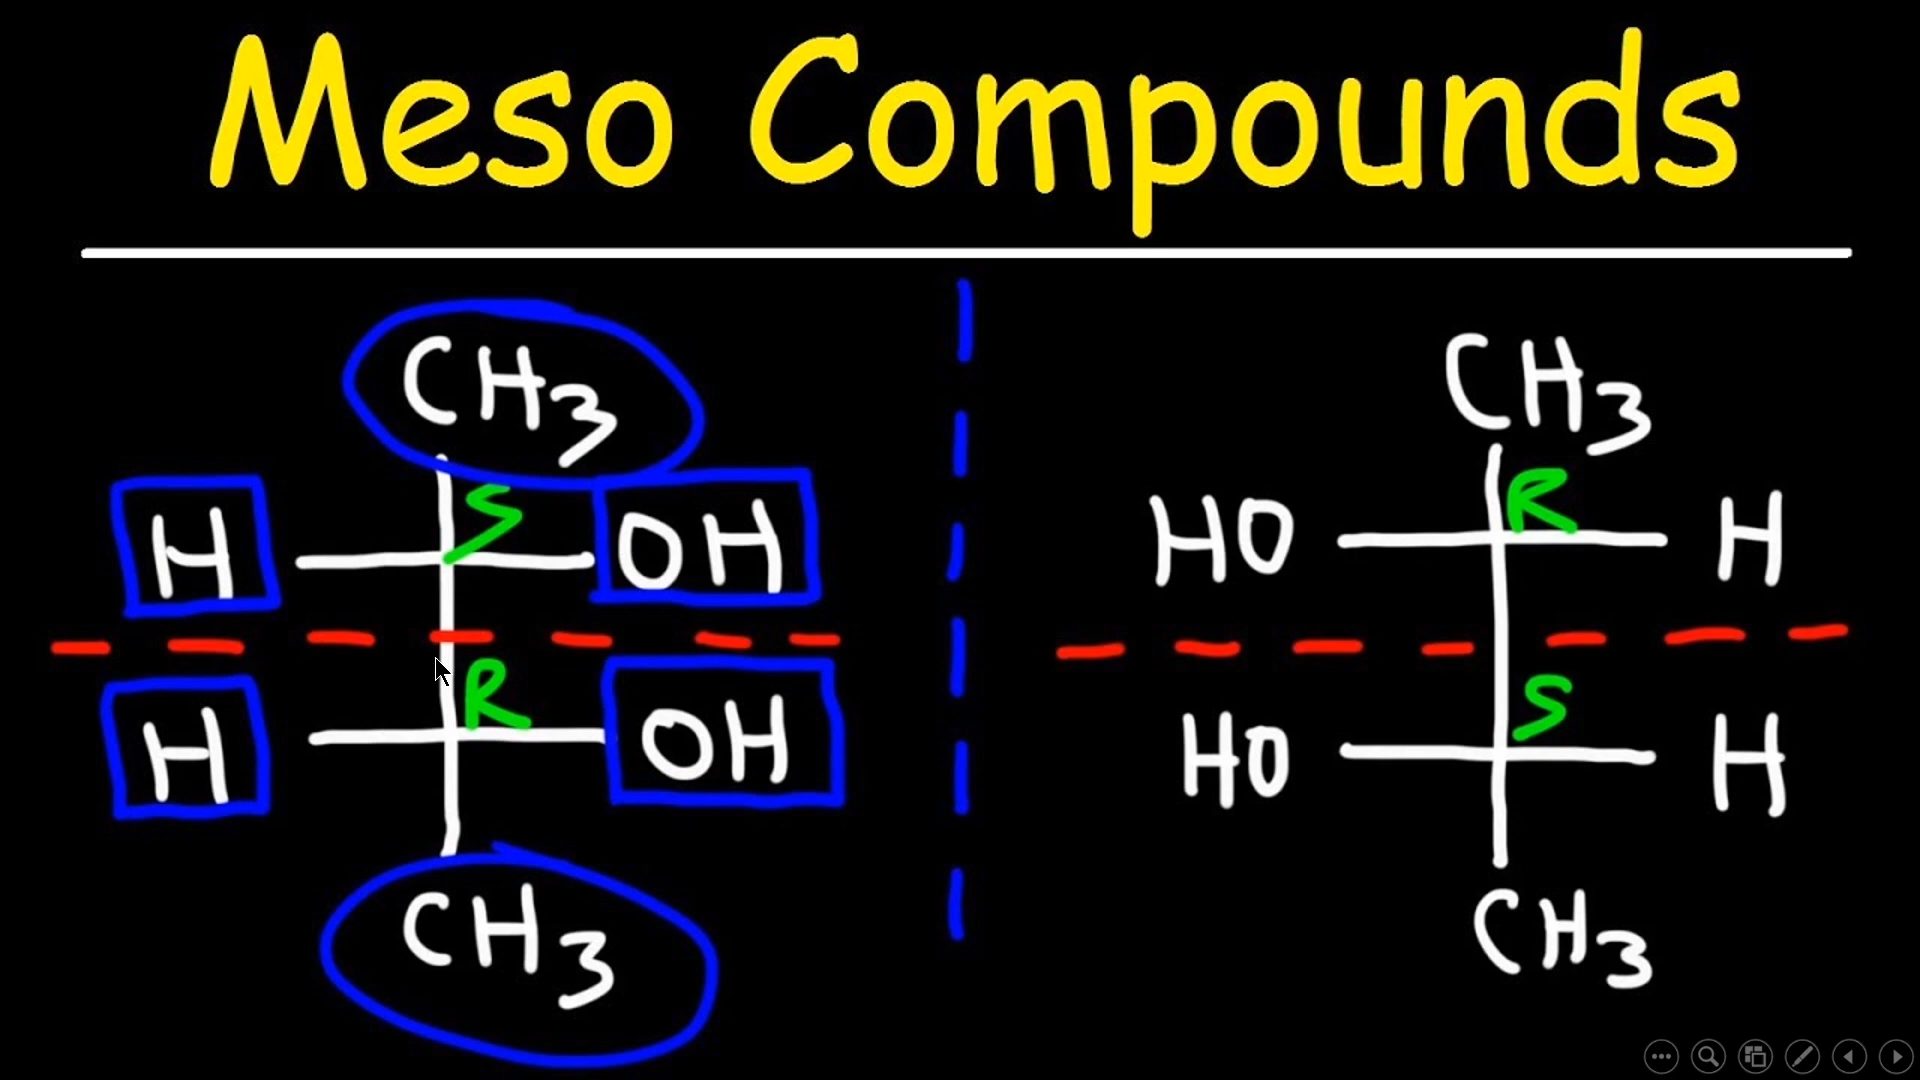 Meso Compounds
CH3
H S OH
H R OH
CH3
CH3
HO R H
HO S H
CH3